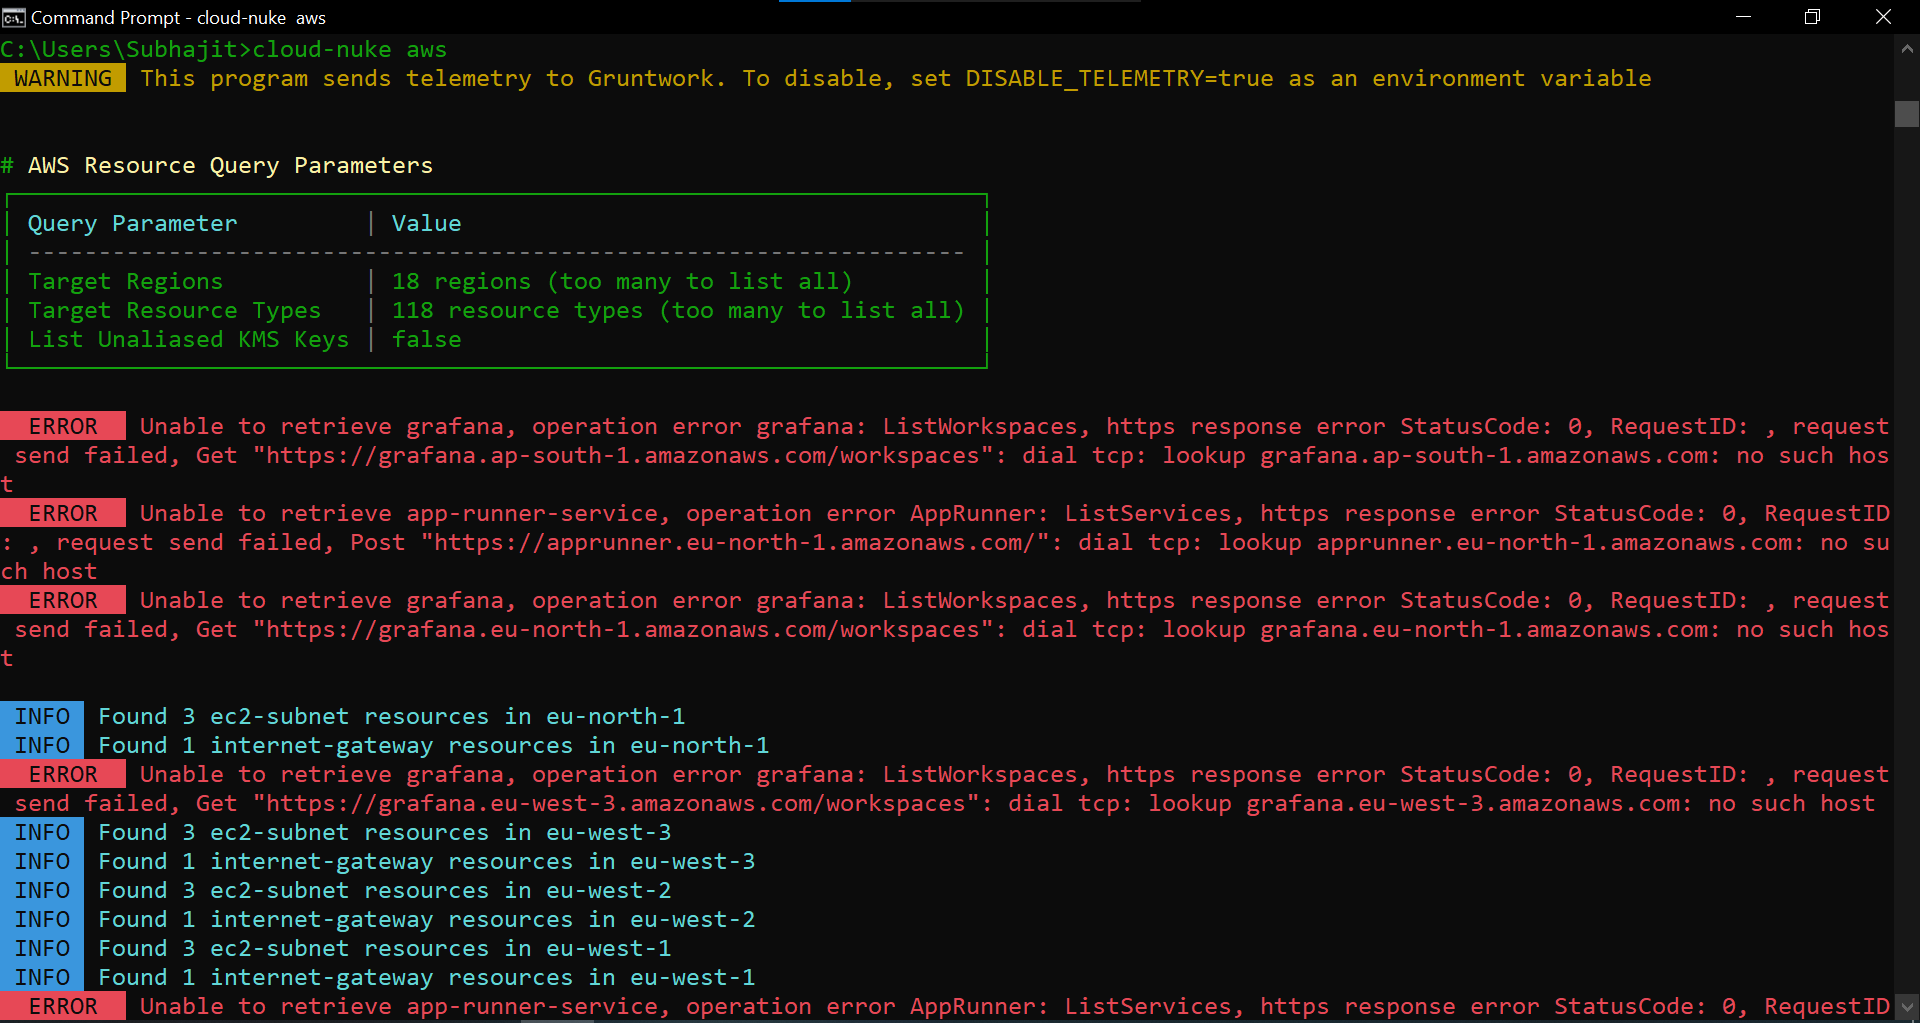 Command Prompt - cloud-nuke aws
C:\Users\Subhajit>cloud-nuke aws
WARNING This program sends telemetry to Gruntwork. To disable, set DISABLE_TELEMETRY=true as an environment variable
# AWS Resource Query Parameters
Query Parameter | Value
-------------------------------------------------------------------
Target Regions | 18 regions (too many to list all)
Target Resource Types | 118 resource types (too many to list all)
List Unaliased KMS Keys | false
ERROR Unable to retrieve grafana, operation error grafana: ListWorkspaces, https response error StatusCode: 0, RequestID: , request
send failed, Get "https://grafana.ap-south-1.amazonaws.com/workspaces": dial tcp: lookup grafana.ap-south-1.amazonaws.com: no such hos
t
ERROR Unable to retrieve app-runner-service, operation error AppRunner: ListServices, https response error StatusCode: 0, RequestID
: , request send failed, Post "https://apprunner.eu-north-1.amazonaws.com/": dial tcp: lookup apprunner.eu-north-1.amazonaws.com: no su
ch host
ERROR Unable to retrieve grafana, operation error grafana: ListWorkspaces, https response error StatusCode: 0, RequestID: , request
send failed, Get "https://grafana.eu-north-1.amazonaws.com/workspaces": dial tcp: lookup grafana.eu-north-1.amazonaws.com: no such hos
t
INFO Found 3 ec2-subnet resources in eu-north-1
INFO Found 1 internet-gateway resources in eu-north-1
ERROR Unable to retrieve grafana, operation error grafana: ListWorkspaces, https response error StatusCode: 0, RequestID: , request
send failed, Get "https://grafana.eu-west-3.amazonaws.com/workspaces": dial tcp: lookup grafana.eu-west-3.amazonaws.com: no such host
INFO Found 3 ec2-subnet resources in eu-west-3
INFO Found 1 internet-gateway resources in eu-west-3
INFO Found 3 ec2-subnet resources in eu-west-2
INFO Found 1 internet-gateway resources in eu-west-2
INFO Found 3 ec2-subnet resources in eu-west-1
INFO Found 1 internet-gateway resources in eu-west-1
ERROR Unable to retrieve app-runner-service, operation error AppRunner: ListServices, https response error StatusCode: 0, RequestID